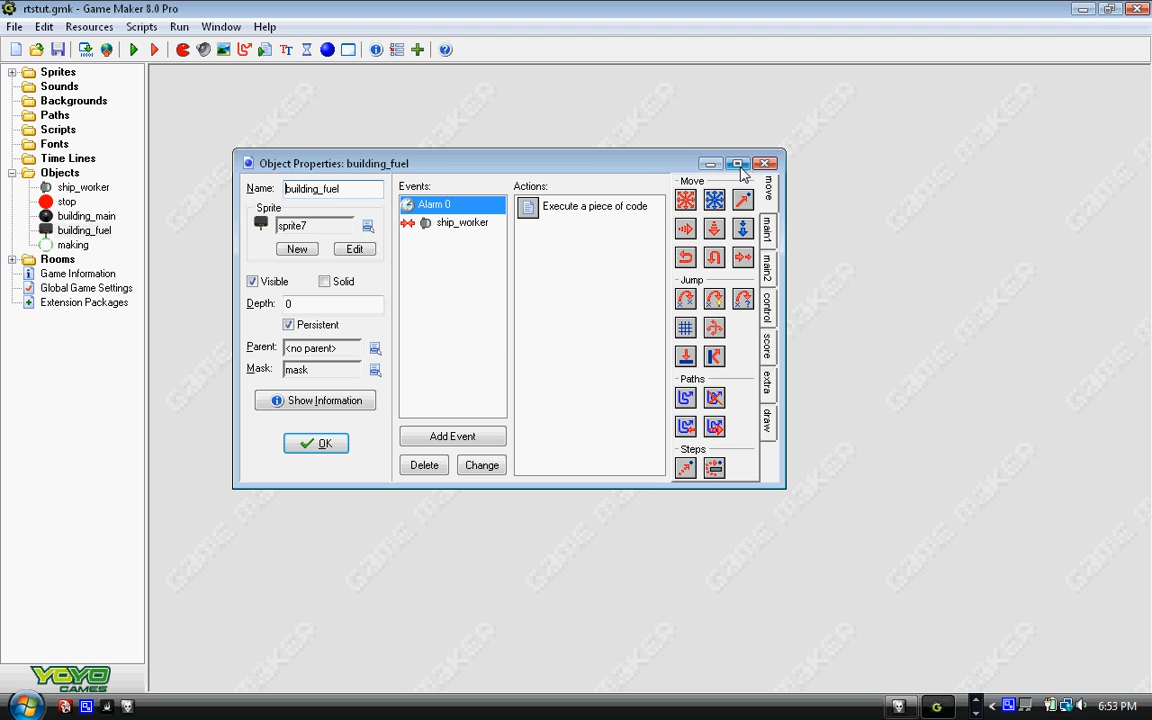 rtstut.gmk - Game Maker 8.0 Pro
File Edit Resources Scripts Run Window Help
Sprites
Sounds
Backgrounds
Paths
Scripts
Fonts
Time Lines
Objects
ship_worker
stop
building_main
building_fuel
making
Rooms
Game Information
Global Game Settings
Extension Packages
YOYO
GAMES
Object Properties: building_fuel
Name: building_fuel
Sprite
sprite7
New Edit
Visible Solid
Depth: 0
Persistent
Parent: <no parent>
Mask: mask
Show Information
OK
Events:
Alarm 0
ship_worker
Add Event
Delete Change
Actions:
Execute a piece of code
Move
Jump
Paths
Steps
move
main1
main2
control
score
extra
draw
GAME MAKER
6:53 PM